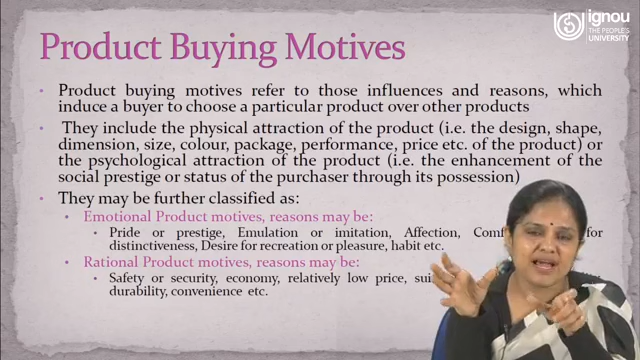 ignou
THE PEOPLE'S
UNIVERSITY
Product Buying Motives
• Product buying motives refer to those influences and reasons, which
induce a buyer to choose a particular product over other products
• They include the physical attraction of the product (i.e. the design, shape,
dimension, size, colour, package, performance, price etc. of the product) or
the psychological attraction of the product (i.e. the enhancement of the
social prestige or status of the purchaser through its possession)
• They may be further classified as:
• Emotional Product motives, reasons may be:
• Pride or prestige, Emulation or imitation, Affection, for
distinctiveness, Desire for recreation or pleasure, habit etc.
• Rational Product motives, reasons may be:
• Safety or security, economy, relatively low price,
durability, convenience etc.